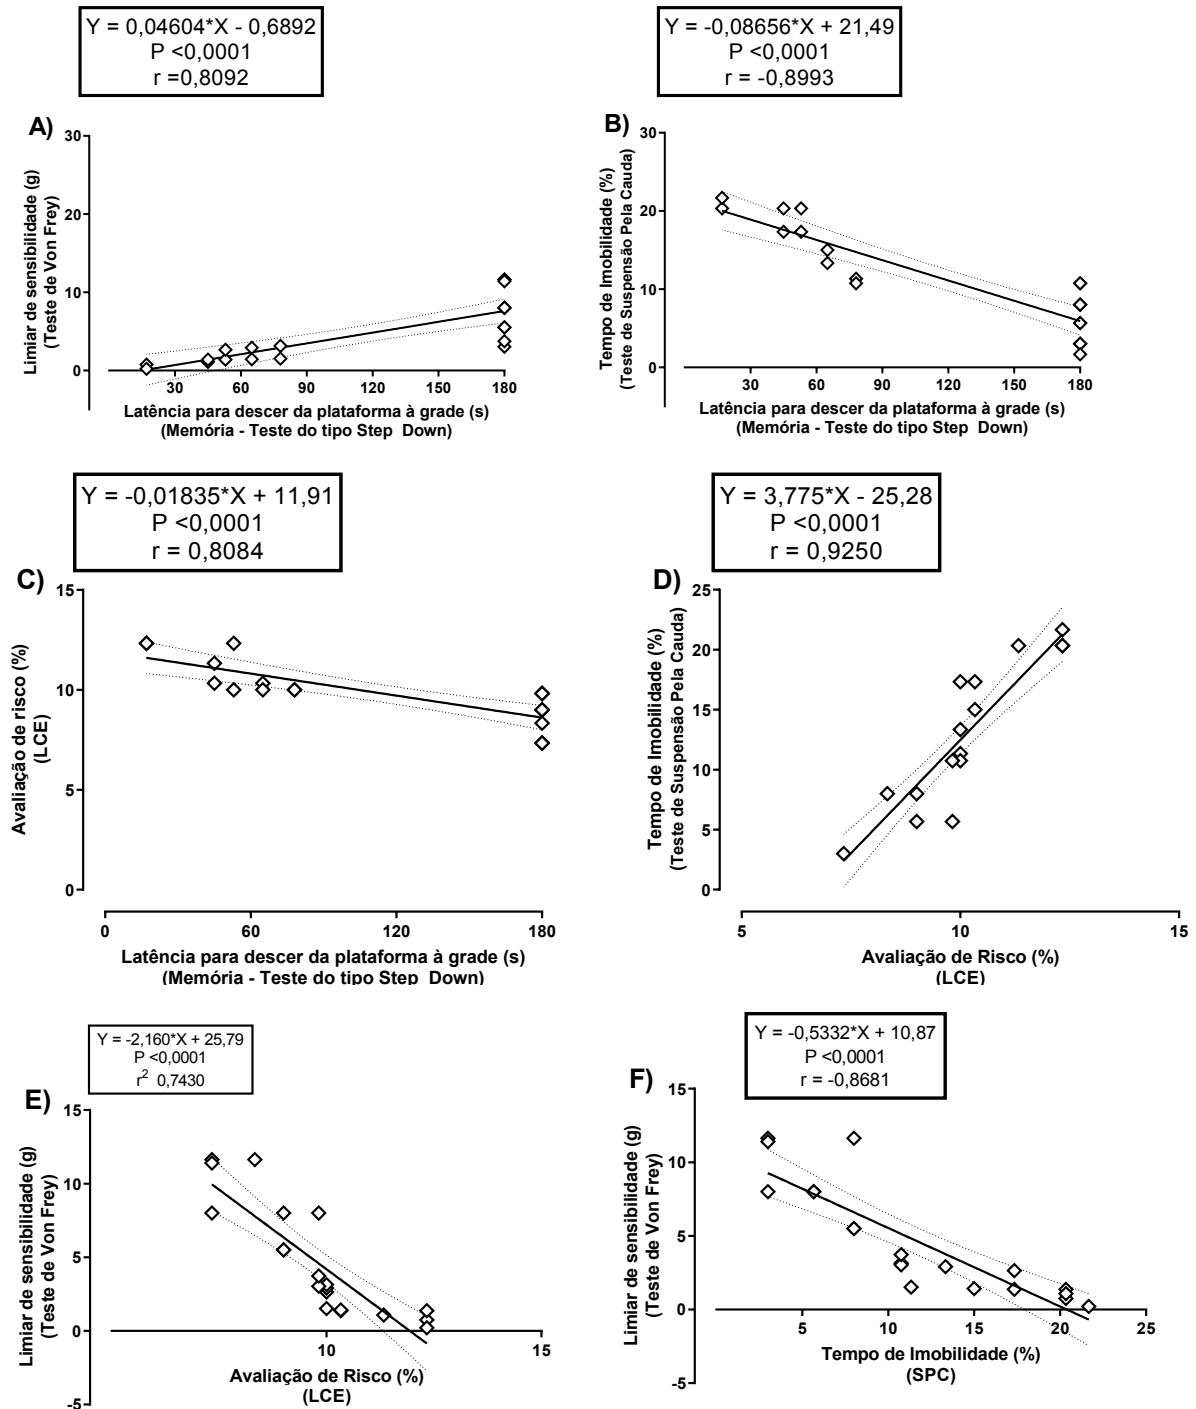 Y = 0,04604*X - 0,6892
P <0,0001
r =0,8092
A)
30
20
10
0
30
60
90
120
150
180
Limiar de sensibilidade (g)
(Teste de Von Frey)
Latência para descer da plataforma à grade (s)
(Memória - Teste do tipo Step Down)
Y = -0,08656*X + 21,49
P <0,0001
r = -0,8993
B)
30
20
10
0
30
60
90
120
150
180
Tempo de Imobilidade (%)
(Teste de Suspensão Pela Cauda)
Latência para descer da plataforma à grade (s)
(Memória - Teste do tipo Step Down)
Y = -0,01835*X + 11,91
P <0,0001
r = 0,8084
C)
15
10
5
0
0
60
120
180
Avaliação de risco (%)
(LCE)
Latência para descer da plataforma à grade (s)
(Memória - Teste do tipo Step Down)
Y = 3,775*X - 25,28
P <0,0001
r = 0,9250
D)
25
20
15
10
5
0
5
10
15
Tempo de Imobilidade (%)
(Teste de Suspensão Pela Cauda)
Avaliação de Risco (%)
(LCE)
Y = -2,160*X + 25,79
P <0,0001
r² 0,7430
E)
15
10
5
0
-5
10
15
Limiar de sensibilidade (g)
(Teste de Von Frey)
Avaliação de Risco (%)
(LCE)
Y = -0,5332*X + 10,87
P <0,0001
r = -0,8681
F)
15
10
5
0
-5
5
10
15
20
25
Limiar de sensibilidade (g)
(Teste de Von Frey)
Tempo de Imobilidade (%)
(SPC)